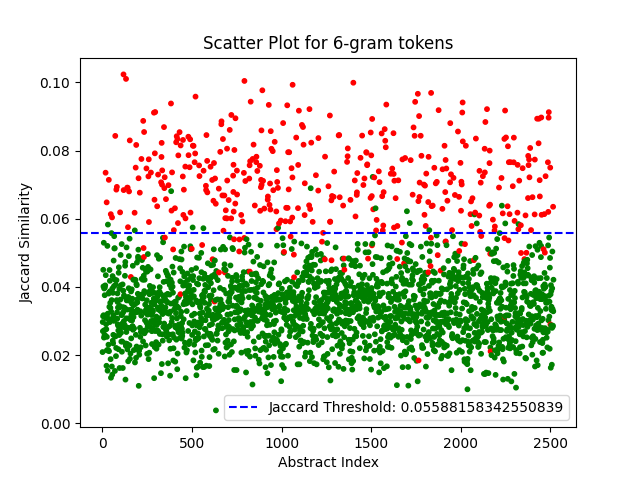 Scatter Plot for 6-gram tokens
0.10
0.08
0.06
0.04
0.02
0.00
Jaccard Similarity
Jaccard Threshold: 0.05588158342550839
0 500 1000 1500 2000 2500
Abstract Index